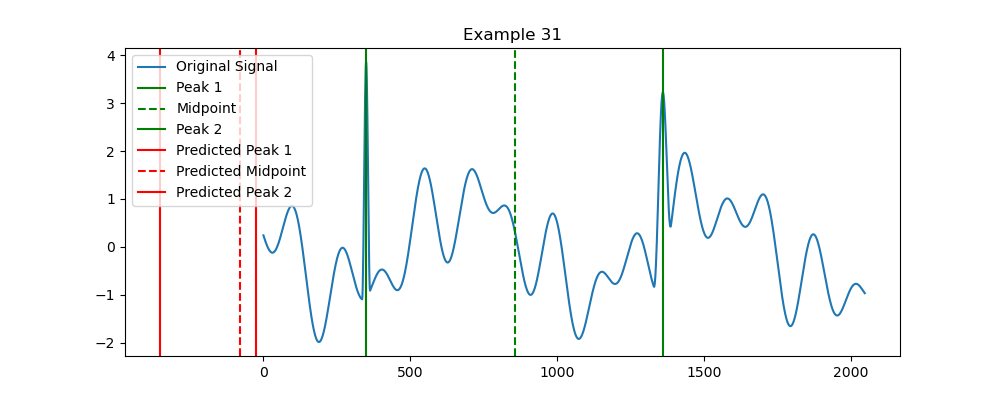 Example 31
Original Signal
Peak 1
Midpoint
Peak 2
Predicted Peak 1
Predicted Midpoint
Predicted Peak 2
4
3
2
1
0
−1
−2
0 500 1000 1500 2000